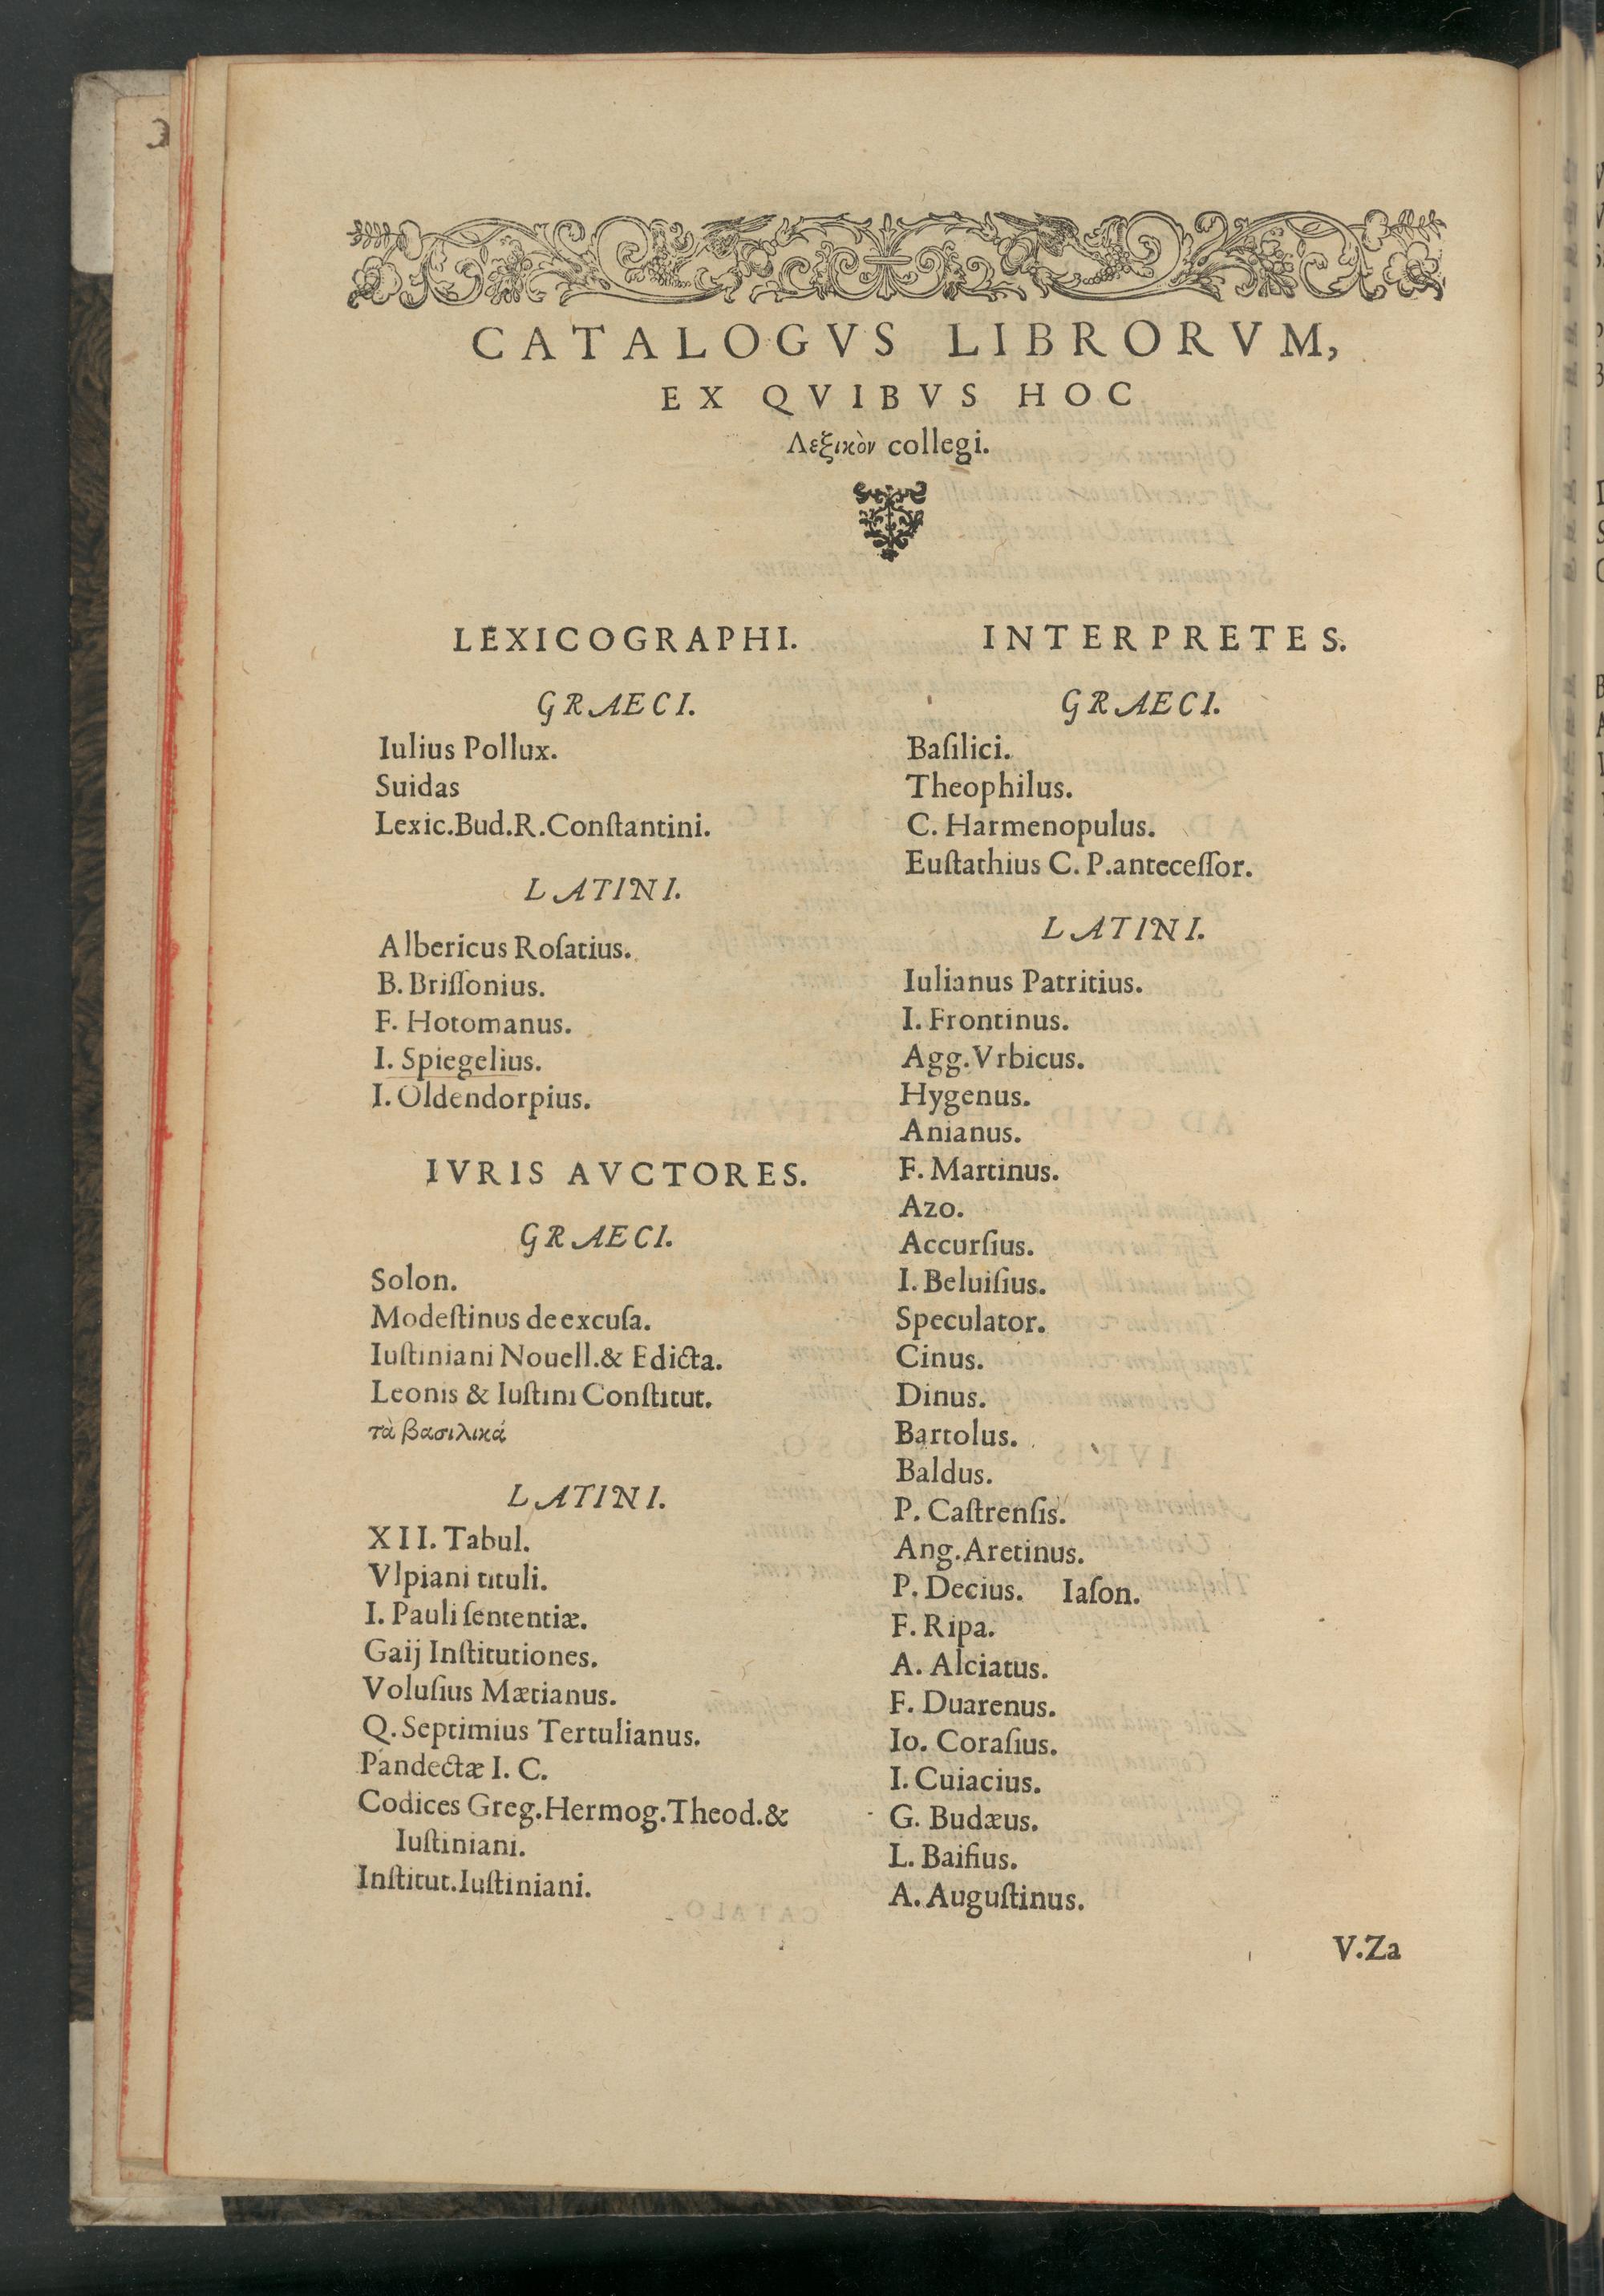 CATALOGVS LIBRORVM,
EX QVIBVS HOC
Λεξικὸν collegi.
LEXICOGRAPHI.
GRAECI.
Iulius Pollux.
Suidas
Lexic.Bud.R.Conſtantini.
LATINI.
Albericus Roſatius.
B. Briſſonius.
F. Hotomanus.
I. Spiegelius.
I. Oldendorpius.
IVRIS AVCTORES.
GRAECI.
Solon.
Modeſtinus de excuſa.
Iuſtiniani Nouell.& Edicta.
Leonis & Iuſtini Conſtitut.
τὰ βασιλικά
LATINI.
XII. Tabul.
Vlpiani tituli.
I. Pauli ſententiæ.
Gaij Inſtitutiones.
Voluſius Mætianus.
Q. Septimius Tertulianus.
Pandectæ I. C.
Codices Greg.Hermog.Theod.&
Iuſtiniani.
Inſtitut.Iuſtiniani.
INTERPRETES.
GRAECI.
Baſilici.
Theophilus.
C. Harmenopulus.
Euſtathius C. P.anteceſſor.
LATINI.
Iulianus Patritius.
I. Frontinus.
Agg.Vrbicus.
Hygenus.
Anianus.
F. Martinus.
Azo.
Accurſius.
I. Beluiſius.
Speculator.
Cinus.
Dinus.
Bartolus.
Baldus.
P. Caſtrenſis.
Ang.Aretinus.
P. Decius. Iaſon.
F. Ripa.
A. Alciatus.
F. Duarenus.
Io. Coraſius.
I. Cuiacius.
G. Budæus.
L. Baifius.
A. Auguſtinus.
V.Za